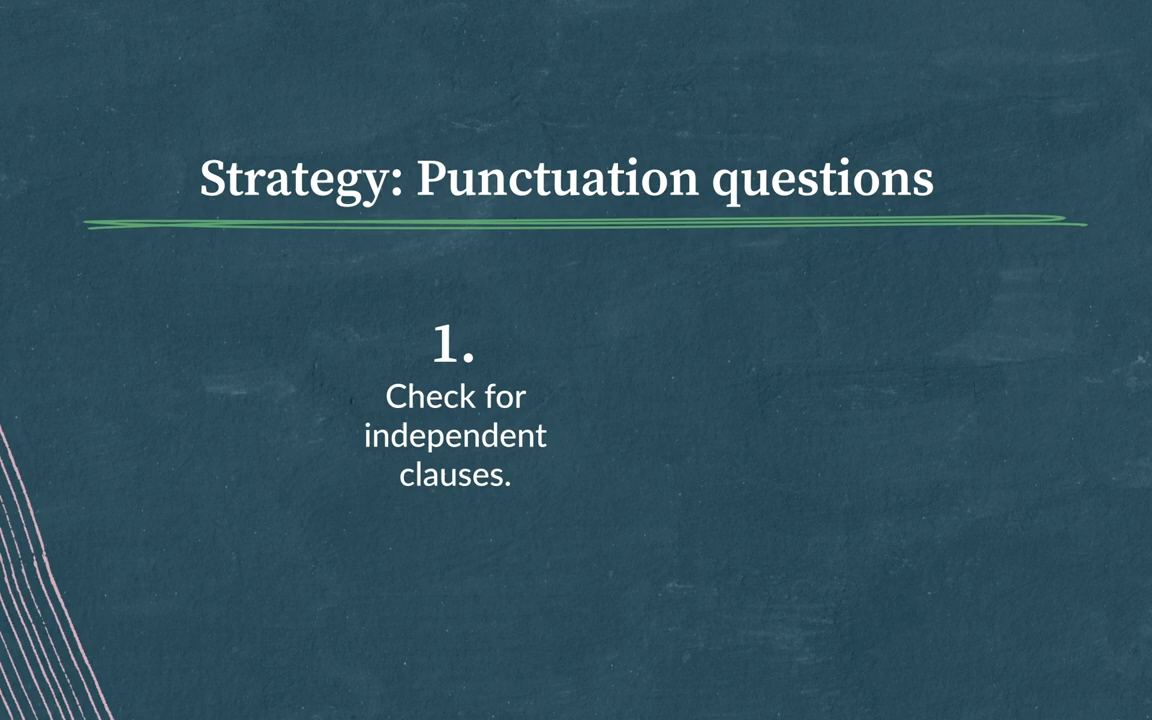 Strategy: Punctuation questions
1.
Check for
independent
clauses.